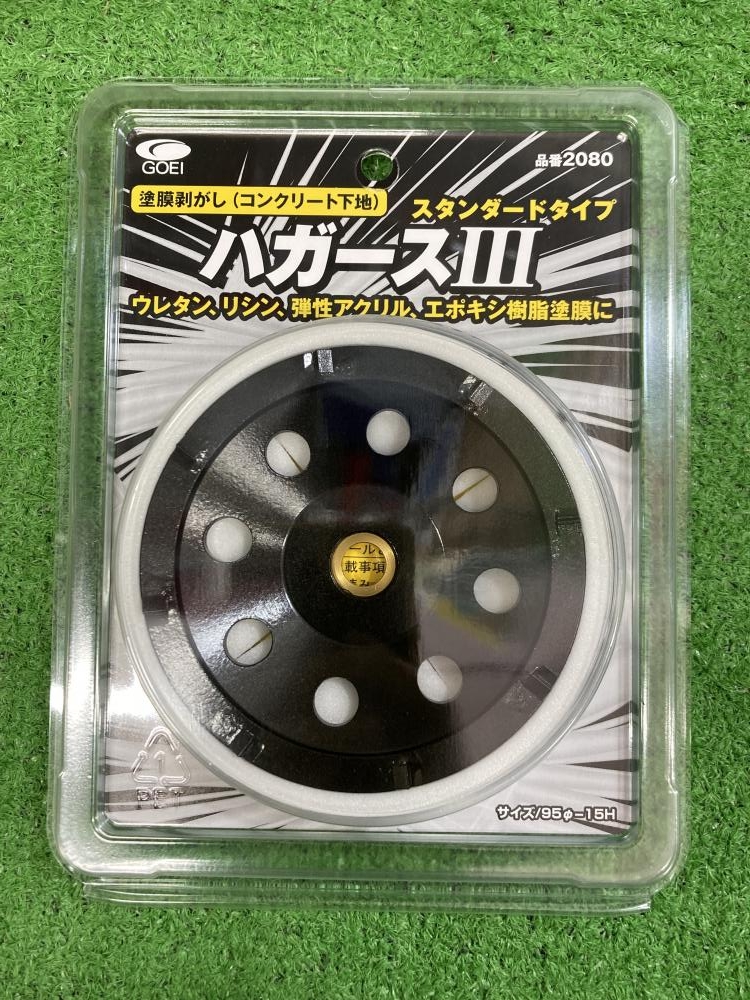 GOEI
品番2080
塗膜剥がし(コンクリート下地)
スタンダードタイプ
ハガースIII
ウレタン、リシン、弾性アクリル、エポキシ樹脂塗膜に
載事項
サイズ/95φ-15H